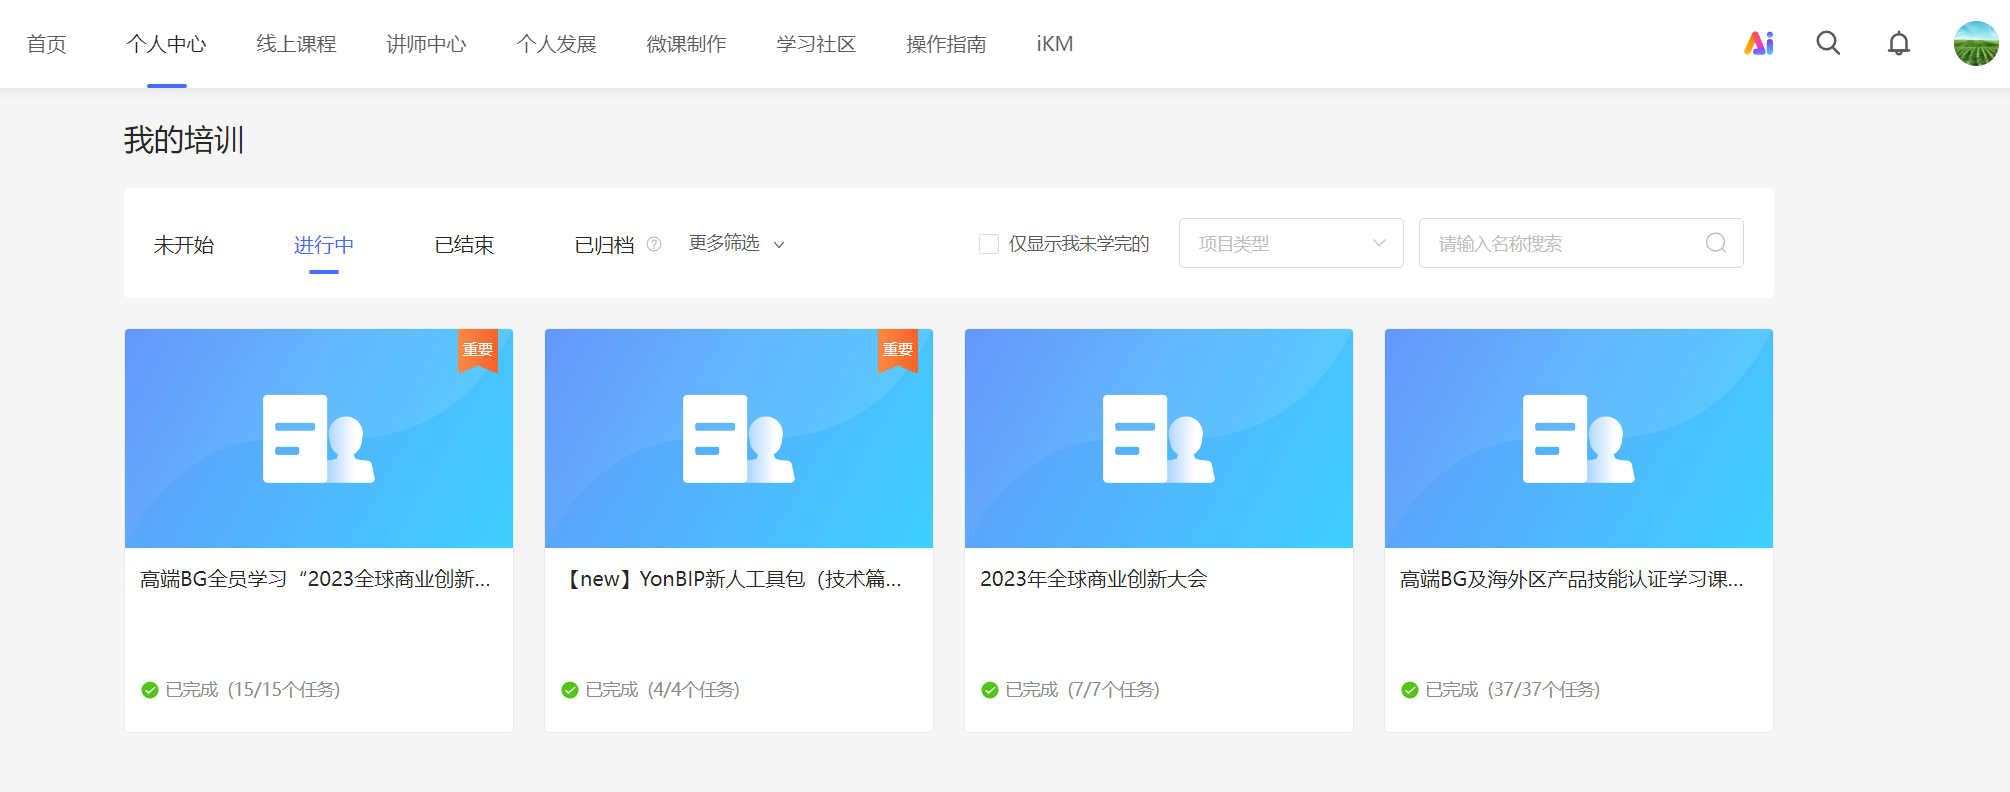 首页 个人中心 线上课程 讲师中心 个人发展 微课制作 学习社区 操作指南 iKM Ai
我的培训
未开始 进行中 已结束 已归档 ? 更多筛选 仅显示我未学完的 项目类型 请输入名称搜索
重要 重要
高端BG全员学习“2023全球商业创新... 【new】YonBIP新人工具包（技术篇... 2023年全球商业创新大会 高端BG及海外区产品技能认证学习课...
已完成 (15/15个任务) 已完成 (4/4个任务) 已完成 (7/7个任务) 已完成 (37/37个任务)